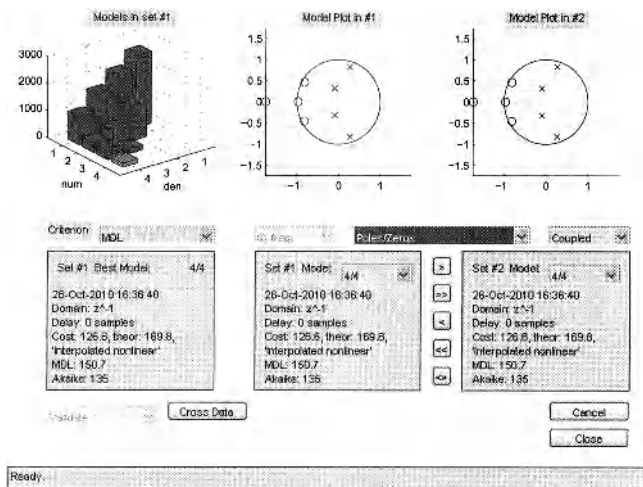 Models in set #1
Model Plot in #1
Model Plot in #2
3000
2000
1000
0
1
2
3
4
num
4
3
2
1
den
1.5
1
0.5
0
-0.5
-1
-1.5
-1
0
1
1.5
1
0.5
0
-0.5
-1
-1.5
-1
0
1
Criterion
MDL
Poles/Zeros
Coupled
Set #1 Best Model: 4/4
26-Oct-2010 16:36:40
Domain: z^-1
Delay: 0 samples
Cost: 126.6, theor: 169.8,
'Interpolated nonlinear'
MDL: 150.7
Akaike: 135
Set #1 Model: 4/4
26-Oct-2010 16:36:40
Domain: z^-1
Delay: 0 samples
Cost: 126.6, theor: 169.8,
'Interpolated nonlinear'
MDL: 150.7
Akaike: 135
>
>>
<
<<
<>
Set #2 Model: 4/4
26-Oct-2010 16:36:40
Domain: z^-1
Delay: 0 samples
Cost: 126.6, theor: 169.8,
'Interpolated nonlinear'
MDL: 150.7
Akaike: 135
Validate
Cross Data
Cancel
Close
Ready.